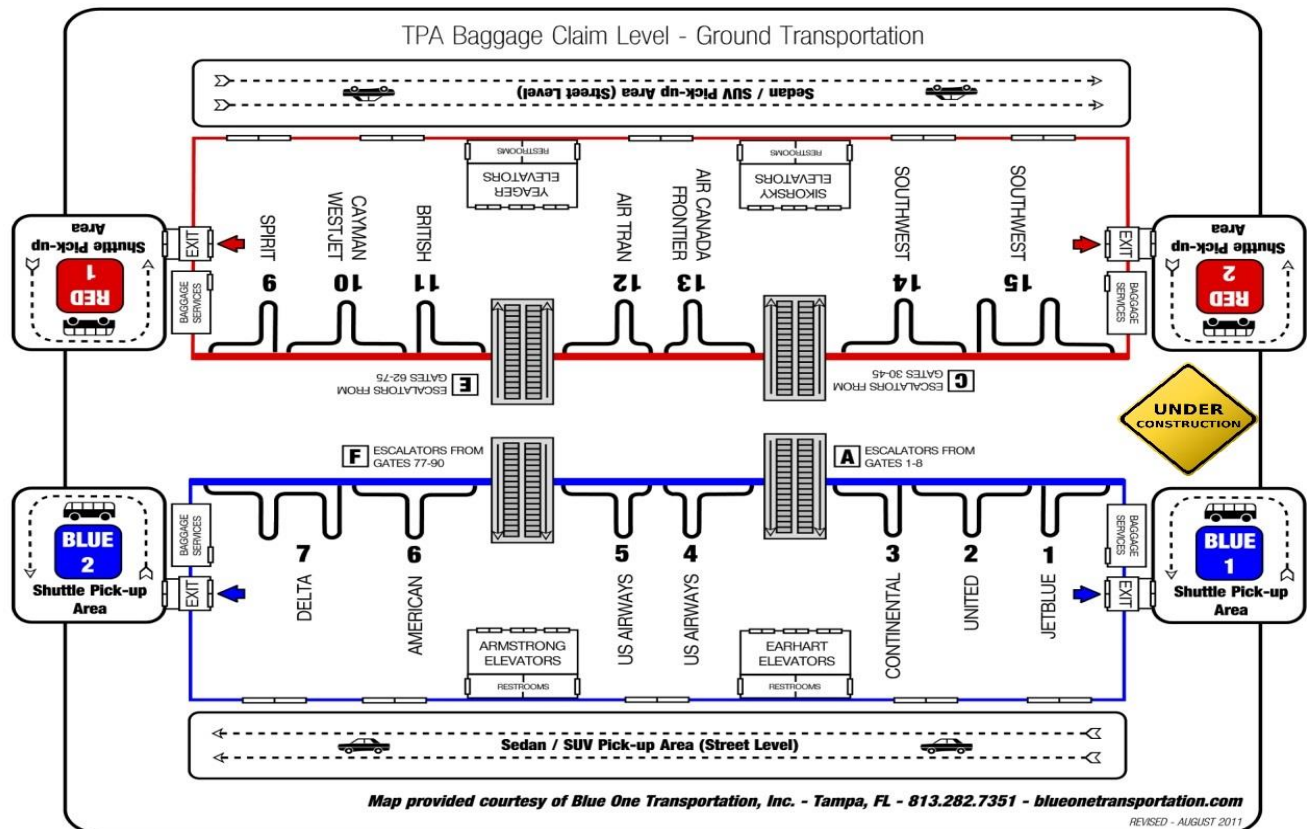 TPA Baggage Claim Level - Ground Transportation
Sedan / SUV Pick-up Area (Street Level)
RESTROOMS
YEAGER
ELEVATORS
RESTROOMS
SIKORSKY
ELEVATORS
SPIRIT
CAYMAN
WESTJET
BRITISH
AIR TRAN
AIR CANADA
FRONTIER
SOUTHWEST
SOUTHWEST
9
10
11
12
13
14
15
EXIT
BAGGAGE
SERVICES
RED
1
Shuttle Pick-up
Area
EXIT
BAGGAGE
SERVICES
RED
2
Shuttle Pick-up
Area
E
ESCALATORS FROM
GATES 62-75
C
ESCALATORS FROM
GATES 30-45
UNDER
CONSTRUCTION
F
ESCALATORS FROM
GATES 77-90
A
ESCALATORS FROM
GATES 1-8
BLUE
2
Shuttle Pick-up
Area
BAGGAGE
SERVICES
EXIT
7
6
5
4
3
2
1
DELTA
AMERICAN
US AIRWAYS
US AIRWAYS
CONTINENTAL
UNITED
JETBLUE
BAGGAGE
SERVICES
EXIT
BLUE
1
Shuttle Pick-up
Area
ARMSTRONG
ELEVATORS
RESTROOMS
EARHART
ELEVATORS
RESTROOMS
Sedan / SUV Pick-up Area (Street Level)
Map provided courtesy of Blue One Transportation, Inc. - Tampa, FL - 813.282.7351 - blueonetransportation.com
REVISED - AUGUST 2011